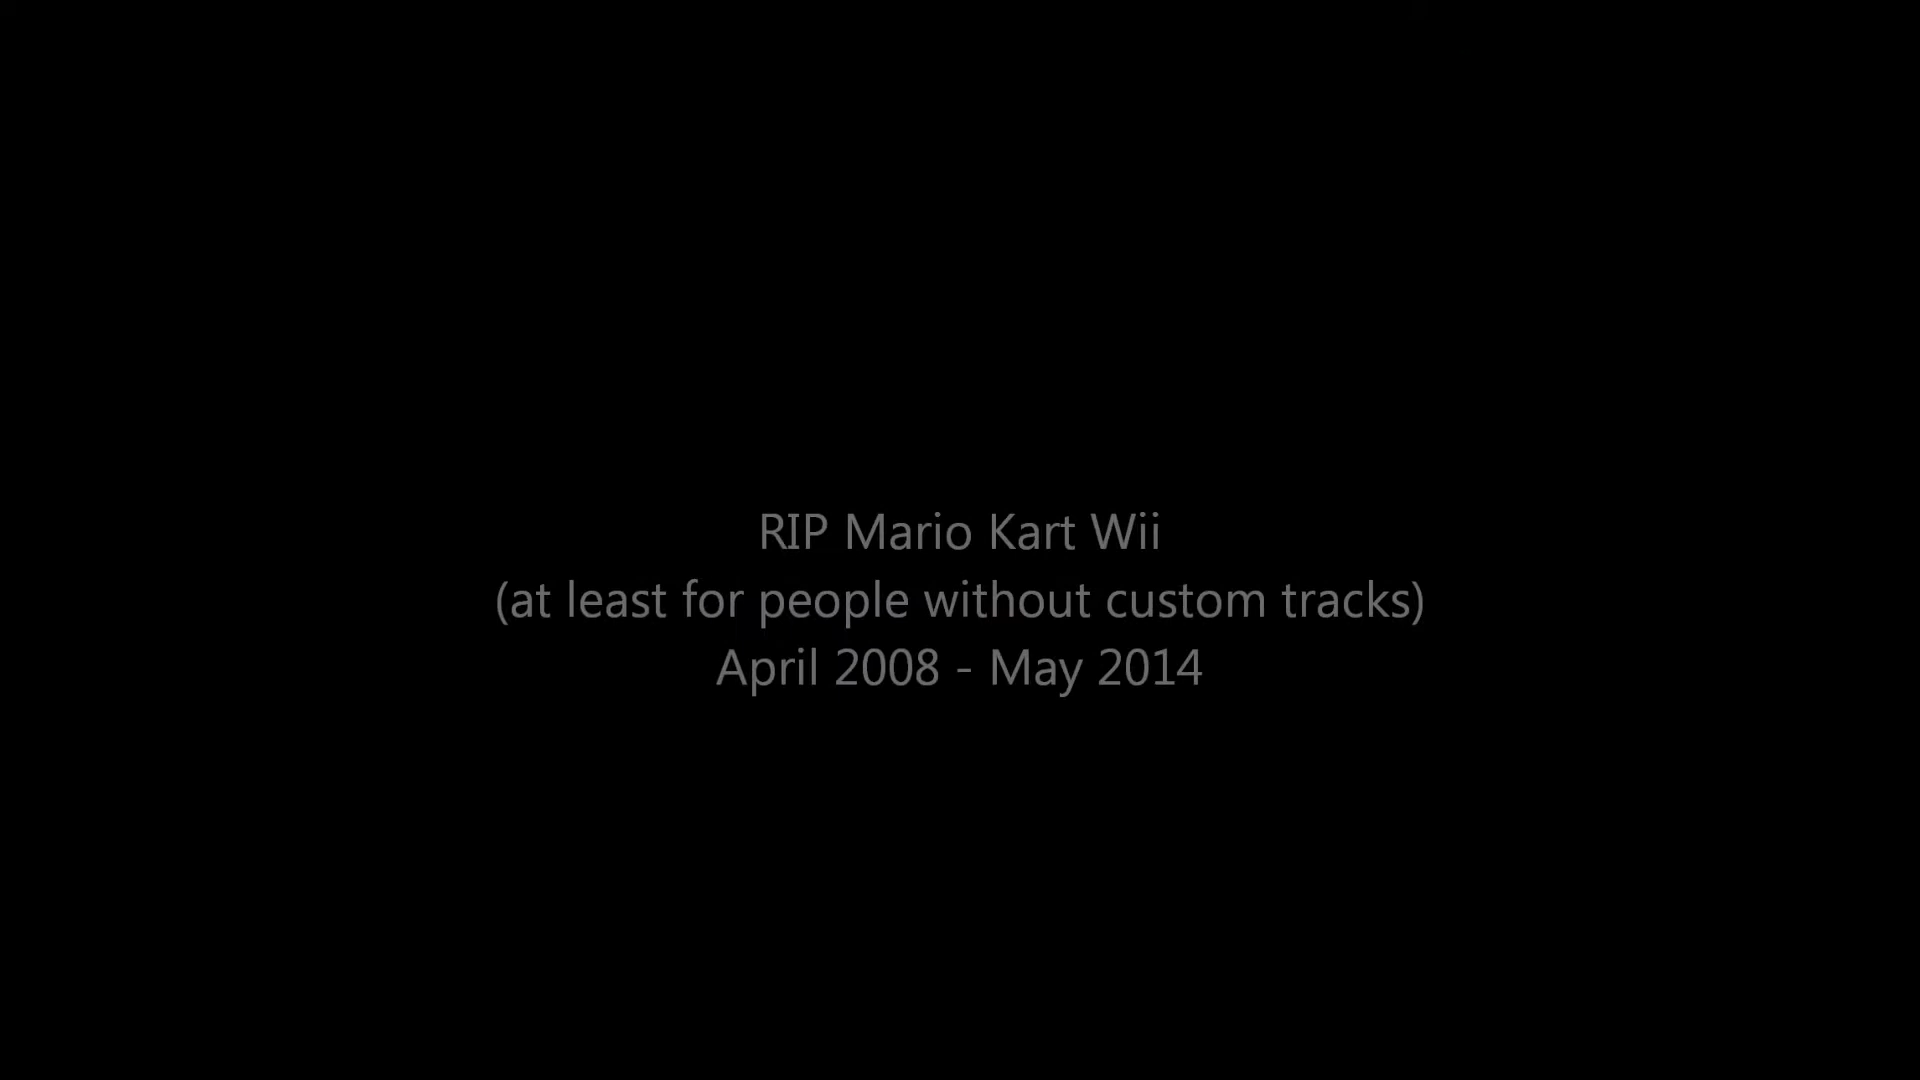 RIP Mario Kart Wii
(at least for people without custom tracks)
April 2008 - May 2014